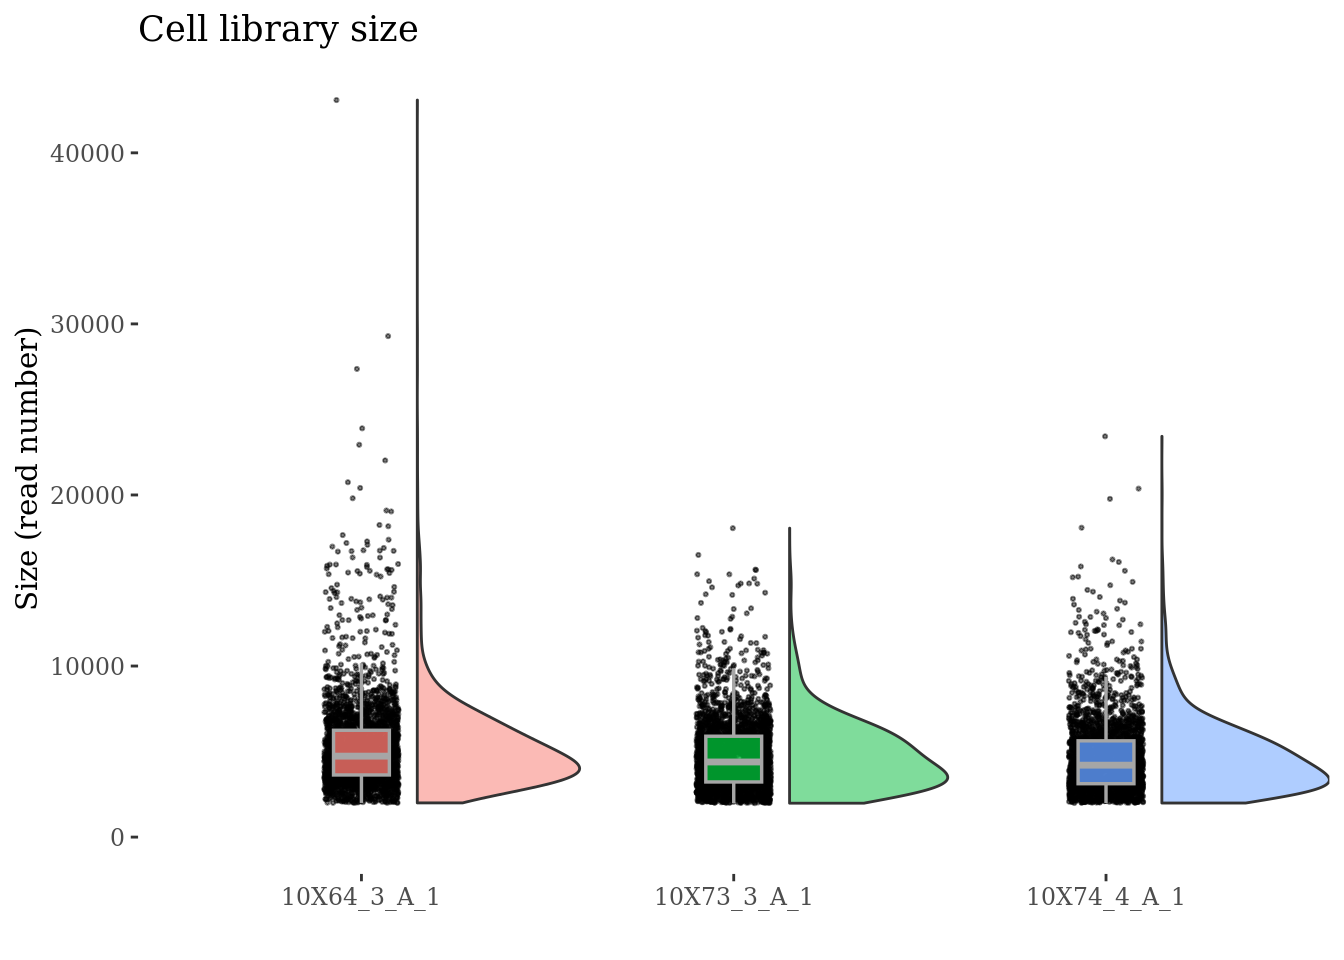 Cell library size
Size (read number)
40000
30000
20000
10000
0
10X64_3_A_1
10X73_3_A_1
10X74_4_A_1